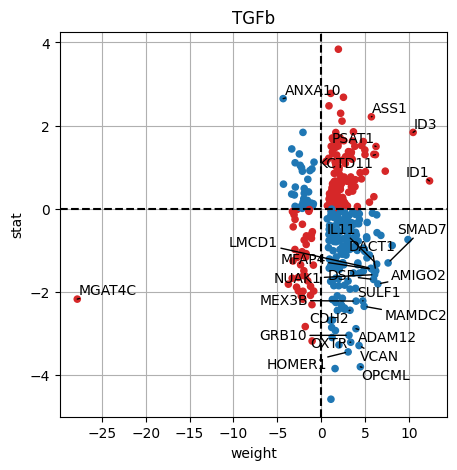 TGFb
4
2
0
−2
−4
stat
ANXA10
ASS1
ID3
PSAT1
KCTD11
ID1
IL11
SMAD7
LMCD1
DACT1
MFAP4
NUAK1
DSP
AMIGO2
MGAT4C
MEX3B
SULF1
CDH2
MAMDC2
GRB10
OXTR
ADAM12
HOMER1
VCAN
OPCML
−25
−20
−15
−10
−5
0
5
10
weight